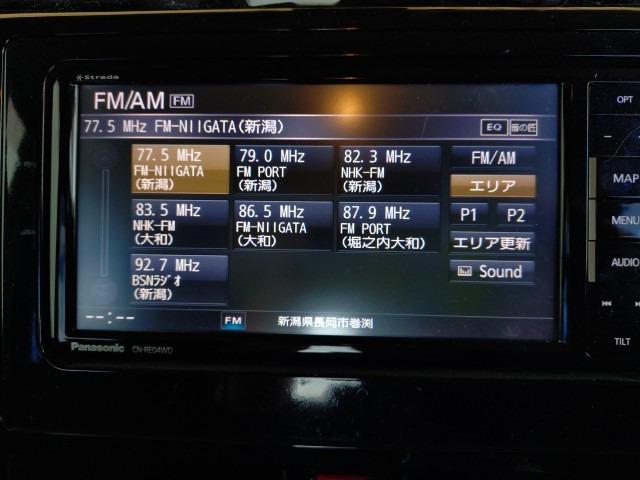 Strada
FM/AM FM
77.5 MHz FM-NIIGATA(新潟)
EQ 音の匠
77.5 MHz
FM-NIIGATA
(新潟)
79.0 MHz
FM PORT
(新潟)
82.3 MHz
NHK-FM
(新潟)
FM/AM
エリア
83.5 MHz
NHK-FM
(大和)
86.5 MHz
FM-NIIGATA
(大和)
87.9 MHz
FM PORT
(堀之内大和)
P1 P2
エリア更新
92.7 MHz
BSNラジオ
(新潟)
Sound
--:--
FM
新潟県長岡市巻渕
Panasonic CN-RE04WD
OPT
MAP
MENU
AUDIO
TILT